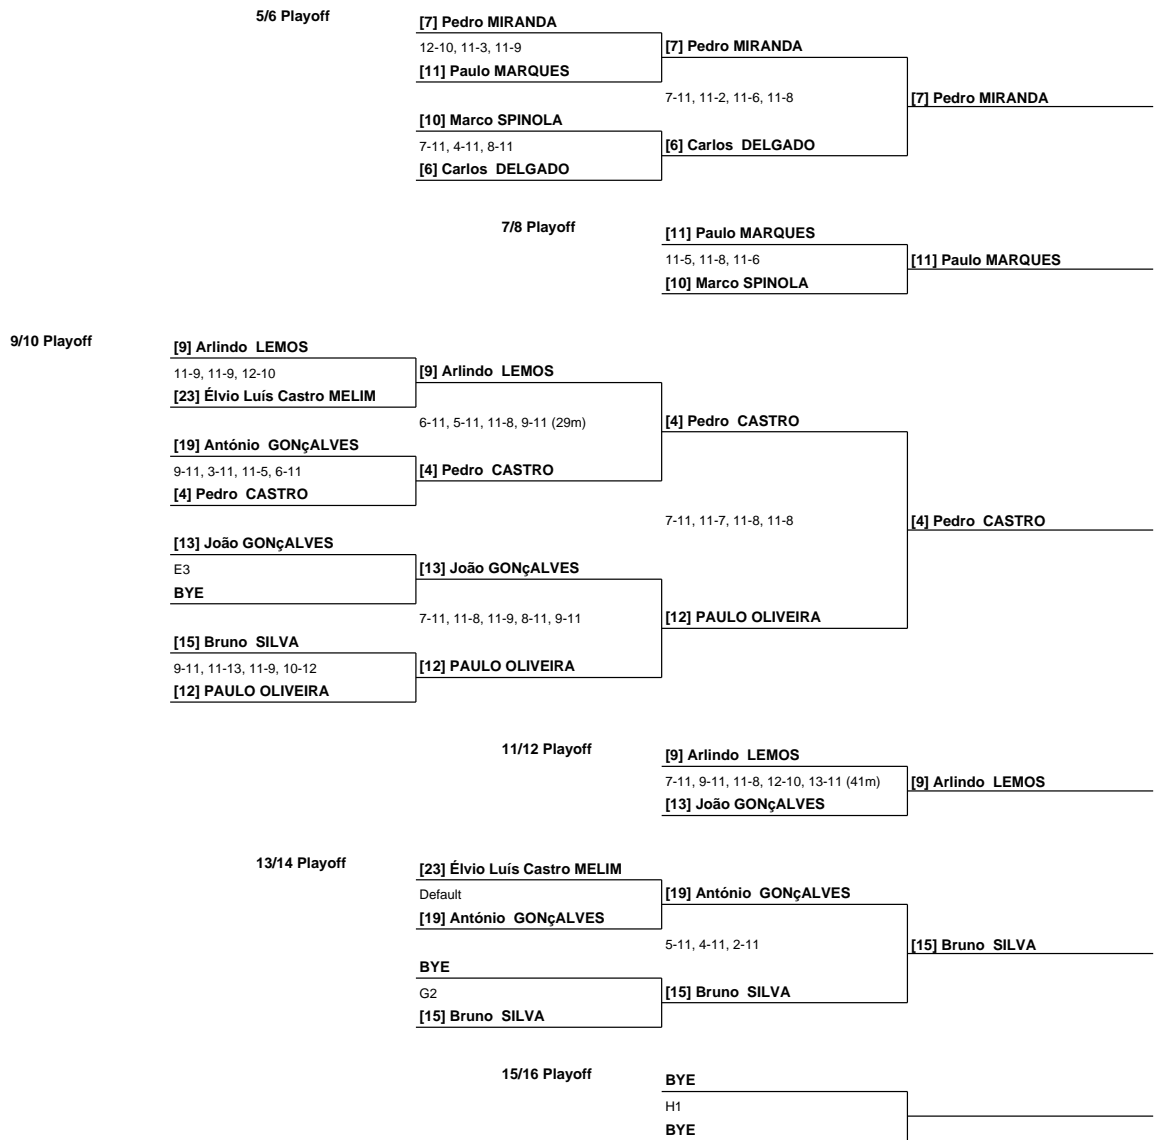 5/6 Playoff
[7] Pedro MIRANDA
12-10, 11-3, 11-9
[7] Pedro MIRANDA
[11] Paulo MARQUES
7-11, 11-2, 11-6, 11-8
[7] Pedro MIRANDA
[10] Marco SPINOLA
7-11, 4-11, 8-11
[6] Carlos DELGADO
[6] Carlos DELGADO
7/8 Playoff
[11] Paulo MARQUES
11-5, 11-8, 11-6
[11] Paulo MARQUES
[10] Marco SPINOLA
9/10 Playoff
[9] Arlindo LEMOS
11-9, 11-9, 12-10
[9] Arlindo LEMOS
[23] Élvio Luís Castro MELIM
6-11, 5-11, 11-8, 9-11 (29m)
[4] Pedro CASTRO
[19] António GONçALVES
9-11, 3-11, 11-5, 6-11
[4] Pedro CASTRO
[4] Pedro CASTRO
7-11, 11-7, 11-8, 11-8
[4] Pedro CASTRO
[13] João GONçALVES
E3
[13] João GONçALVES
BYE
7-11, 11-8, 11-9, 8-11, 9-11
[12] PAULO OLIVEIRA
[15] Bruno SILVA
9-11, 11-13, 11-9, 10-12
[12] PAULO OLIVEIRA
[12] PAULO OLIVEIRA
11/12 Playoff
[9] Arlindo LEMOS
7-11, 9-11, 11-8, 12-10, 13-11 (41m)
[9] Arlindo LEMOS
[13] João GONçALVES
13/14 Playoff
[23] Élvio Luís Castro MELIM
Default
[19] António GONçALVES
[19] António GONçALVES
5-11, 4-11, 2-11
[15] Bruno SILVA
BYE
G2
[15] Bruno SILVA
[15] Bruno SILVA
15/16 Playoff
BYE
H1
BYE